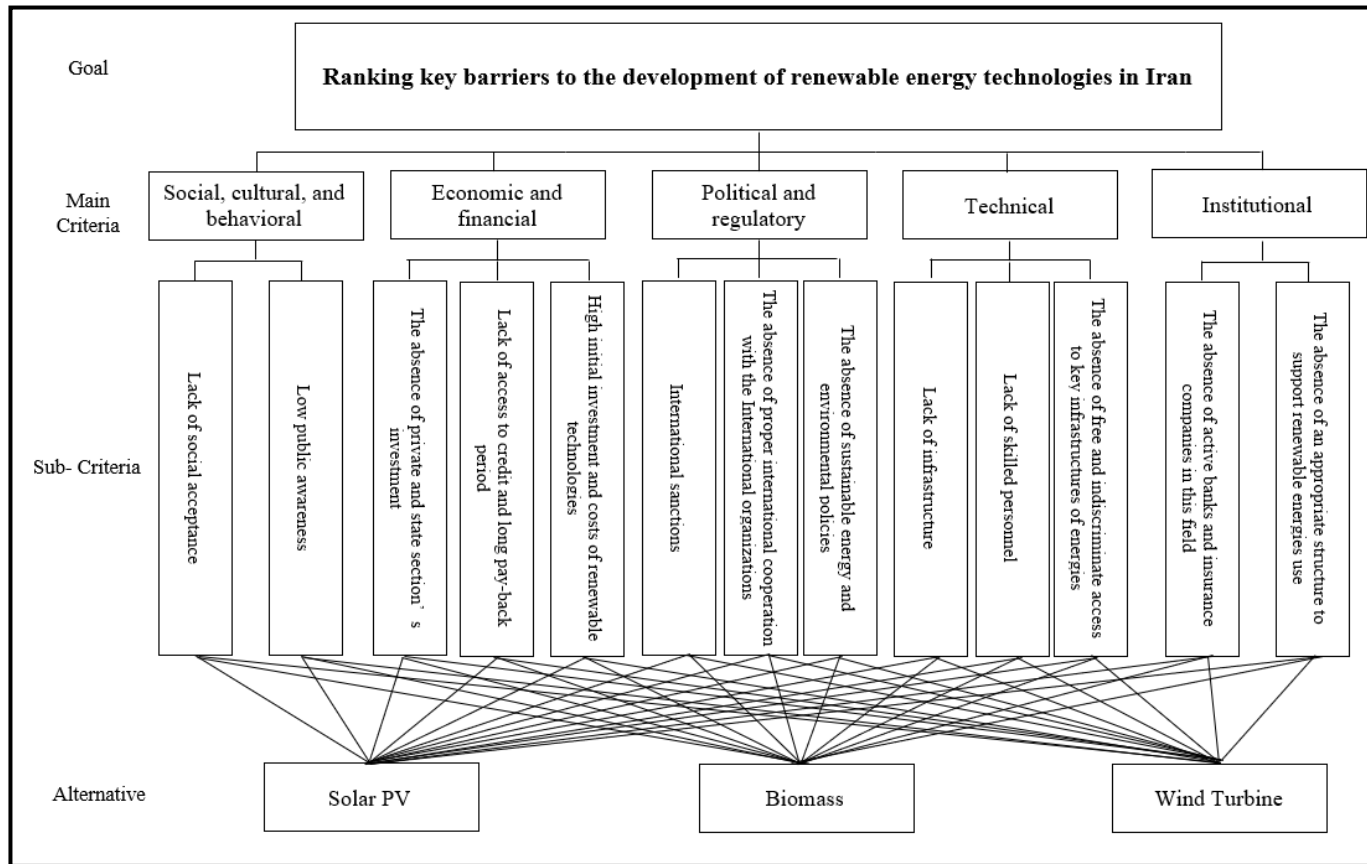 Goal
Ranking key barriers to the development of renewable energy technologies in Iran
Main
Criteria
Social, cultural, and
behavioral
Economic and
financial
Political and
regulatory
Technical
Institutional
Sub- Criteria
Lack of social acceptance
Low public awareness
The absence of private and state section’s
investment
Lack of access to credit and long pay-back
period
High initial investment and costs of renewable
technologies
International sanctions
The absence of proper international cooperation
with the International organizations
The absence of sustainable energy and
environmental policies
Lack of infrastructure
Lack of skilled personnel
The absence of free and indiscriminate access
to key infrastructures of energies
The absence of active banks and insurance
companies in this field
The absence of an appropriate structure to
support renewable energies use
Alternative
Solar PV
Biomass
Wind Turbine